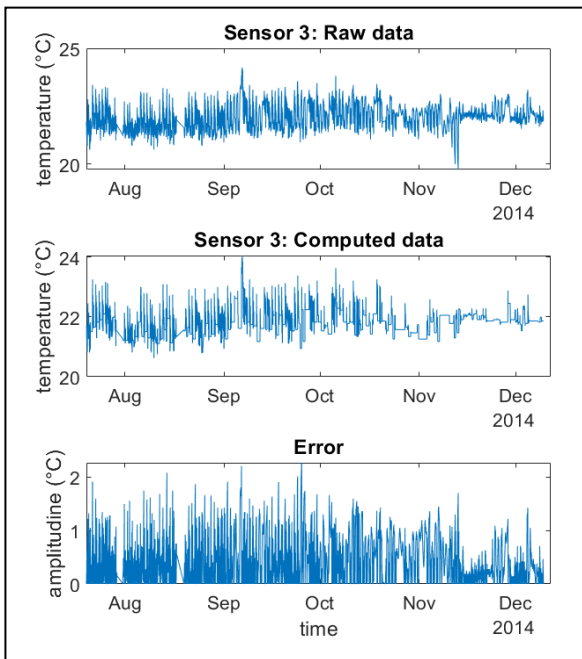 Sensor 3: Raw data
temperature (°C)
25
20
Aug Sep Oct Nov Dec
2014
Sensor 3: Computed data
temperature (°C)
24
22
20
Aug Sep Oct Nov Dec
2014
Error
amplitudine (°C)
2
1
0
Aug Sep Oct Nov Dec
time 2014